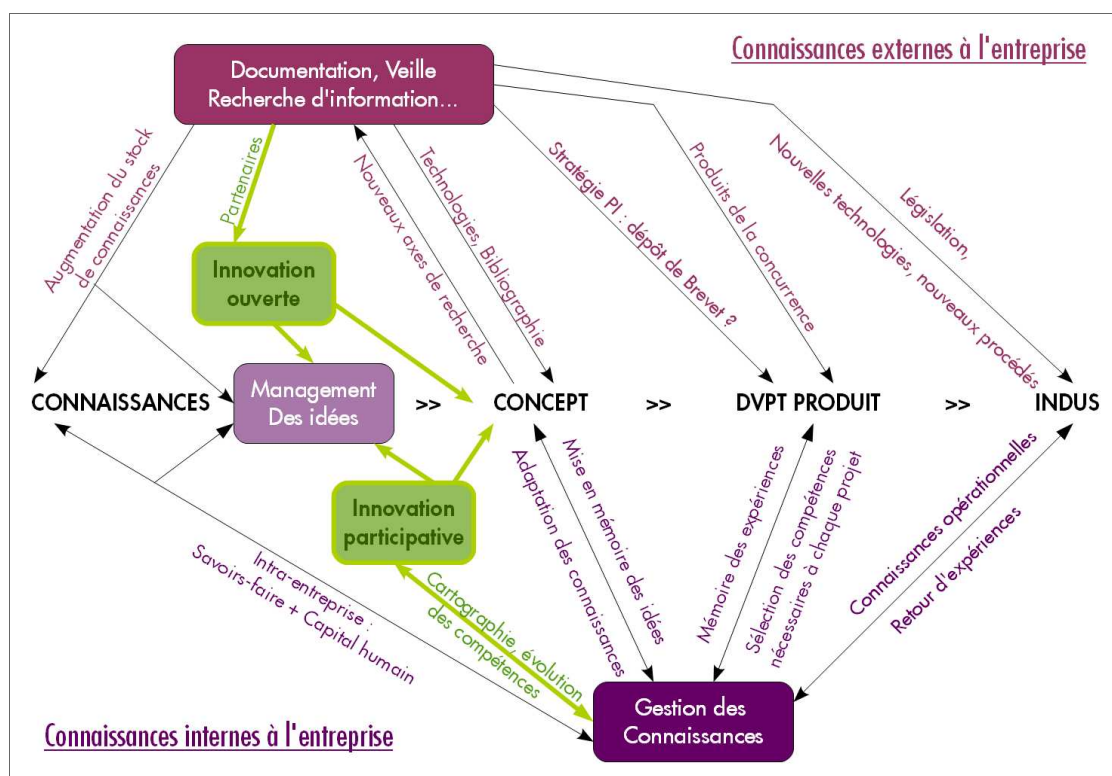 Connaissances externes à l'entreprise
Documentation, Veille
Recherche d'information...
Augmentation du stock
de connaissances
Partenaires
Nouveaux axes de recherche
Technologies, Bibliographie
Stratégie PI : dépôt de Brevet ?
Produits de la concurrence
Législation,
Nouvelles technologies, nouveaux procédés
Innovation
ouverte
CONNAISSANCES
Management
Des idées
>>
CONCEPT
>>
DVPT PRODUIT
>>
INDUS
Innovation
participative
Intra-entreprise :
Savoirs-faire + Capital humain
Cartographie, évolution
des compétences
Adaptation des connaissances
Mise en mémoire des idées
Mémoire des expériences
Sélection des compétences
nécessaires à chaque projet
Connaissances opérationnelles
Retour d'expériences
Gestion des
Connaissances
Connaissances internes à l'entreprise